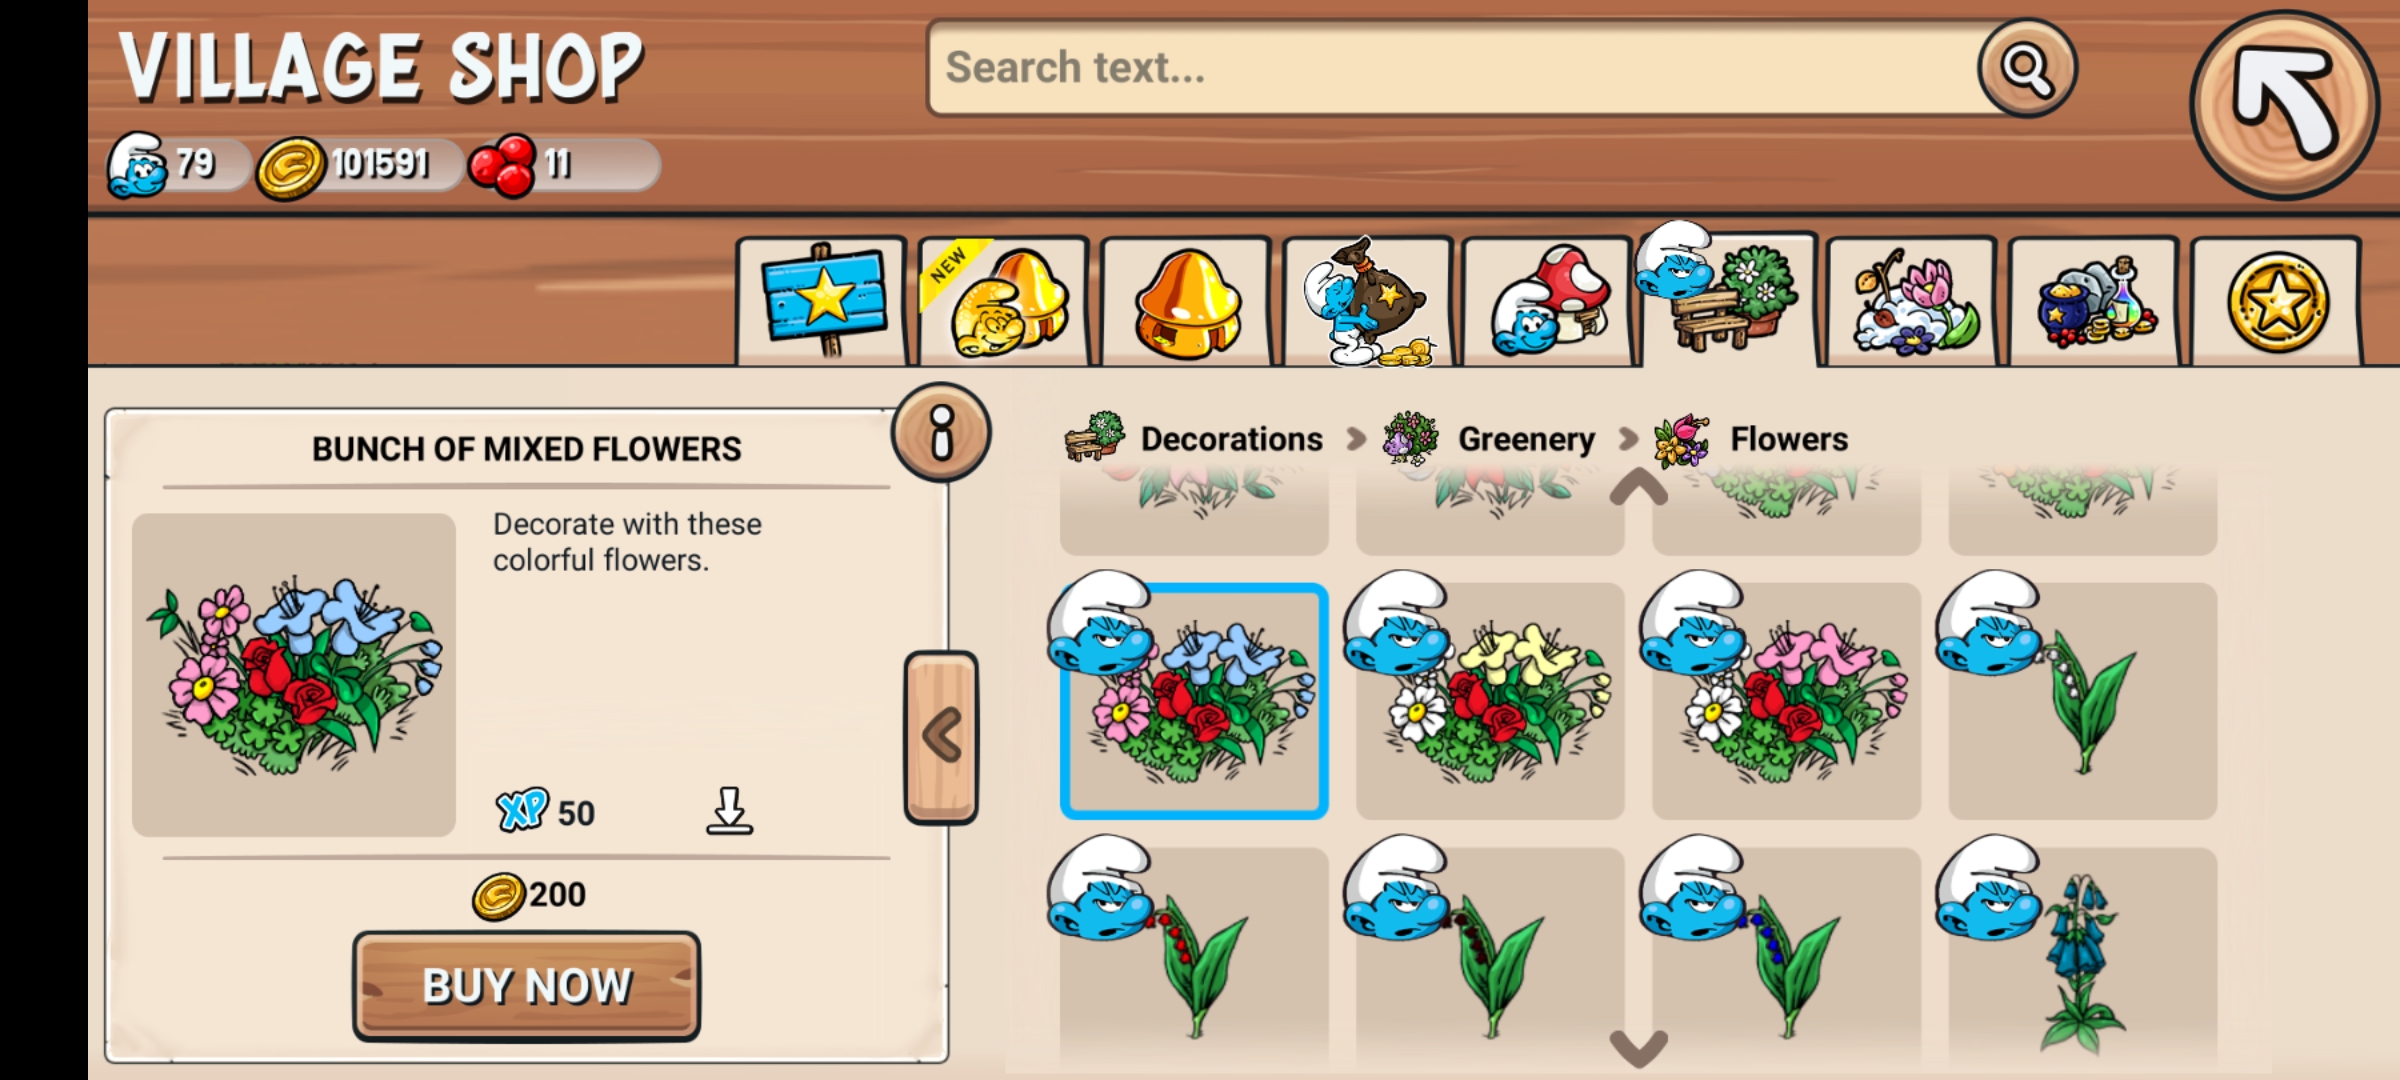 VILLAGE SHOP
Search text...
79
101591
11
NEW
BUNCH OF MIXED FLOWERS
Decorate with these
colorful flowers.
XP 50
200
BUY NOW
Decorations > Greenery > Flowers